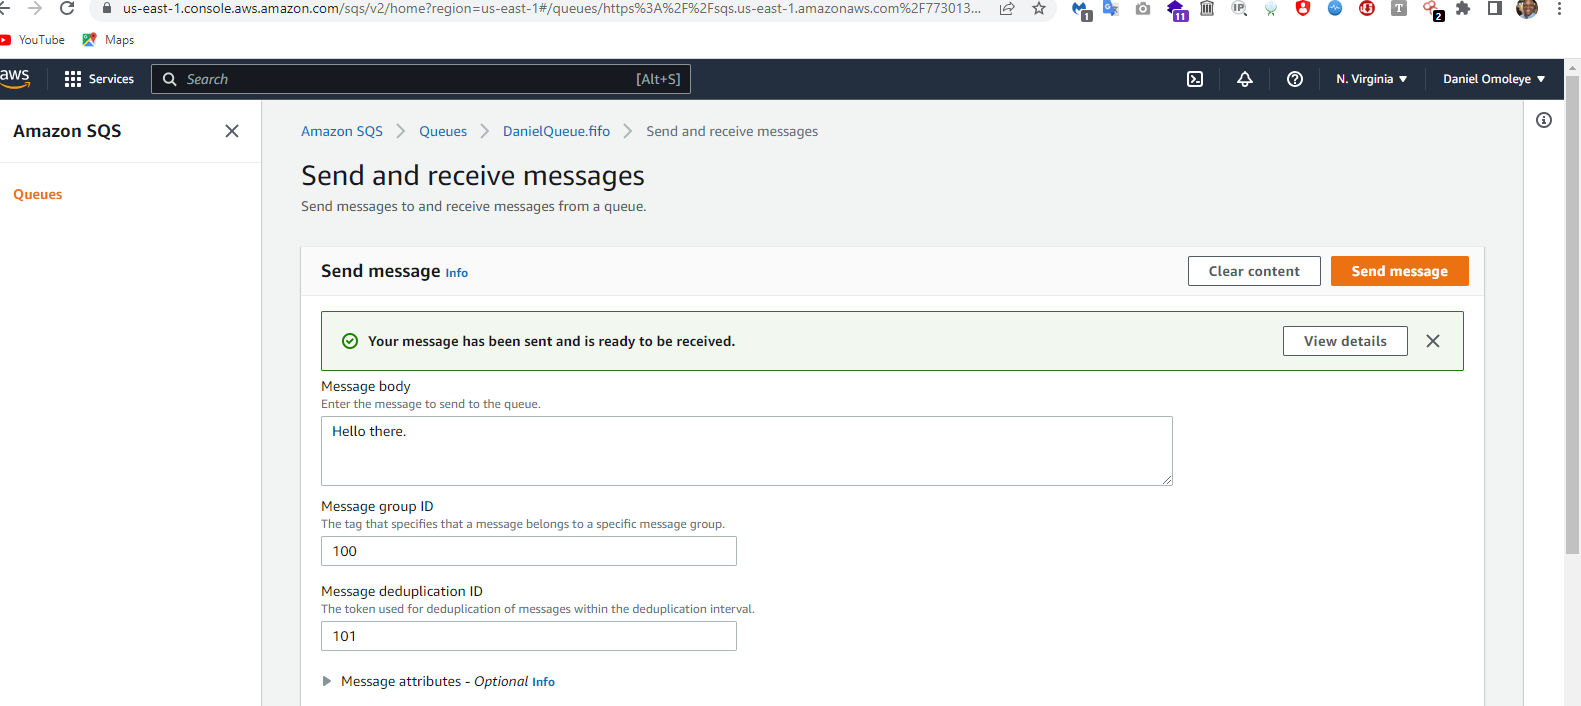 us-east-1.console.aws.amazon.com/sqs/v2/home?region=us-east-1#/queues/https%3A%2F%2Fsqs.us-east-1.amazonaws.com%2F773013...
1
11
IP
T
2
YouTube
Maps
aws
Services
Search
[Alt+S]
N. Virginia
Daniel Omoleye
Amazon SQS
Queues
Amazon SQS
Queues
DanielQueue.fifo
Send and receive messages
Send and receive messages
Send messages to and receive messages from a queue.
Send message Info
Clear content
Send message
Your message has been sent and is ready to be received.
View details
Message body
Enter the message to send to the queue.
Hello there.
Message group ID
The tag that specifies that a message belongs to a specific message group.
100
Message deduplication ID
The token used for deduplication of messages within the deduplication interval.
101
Message attributes - Optional Info